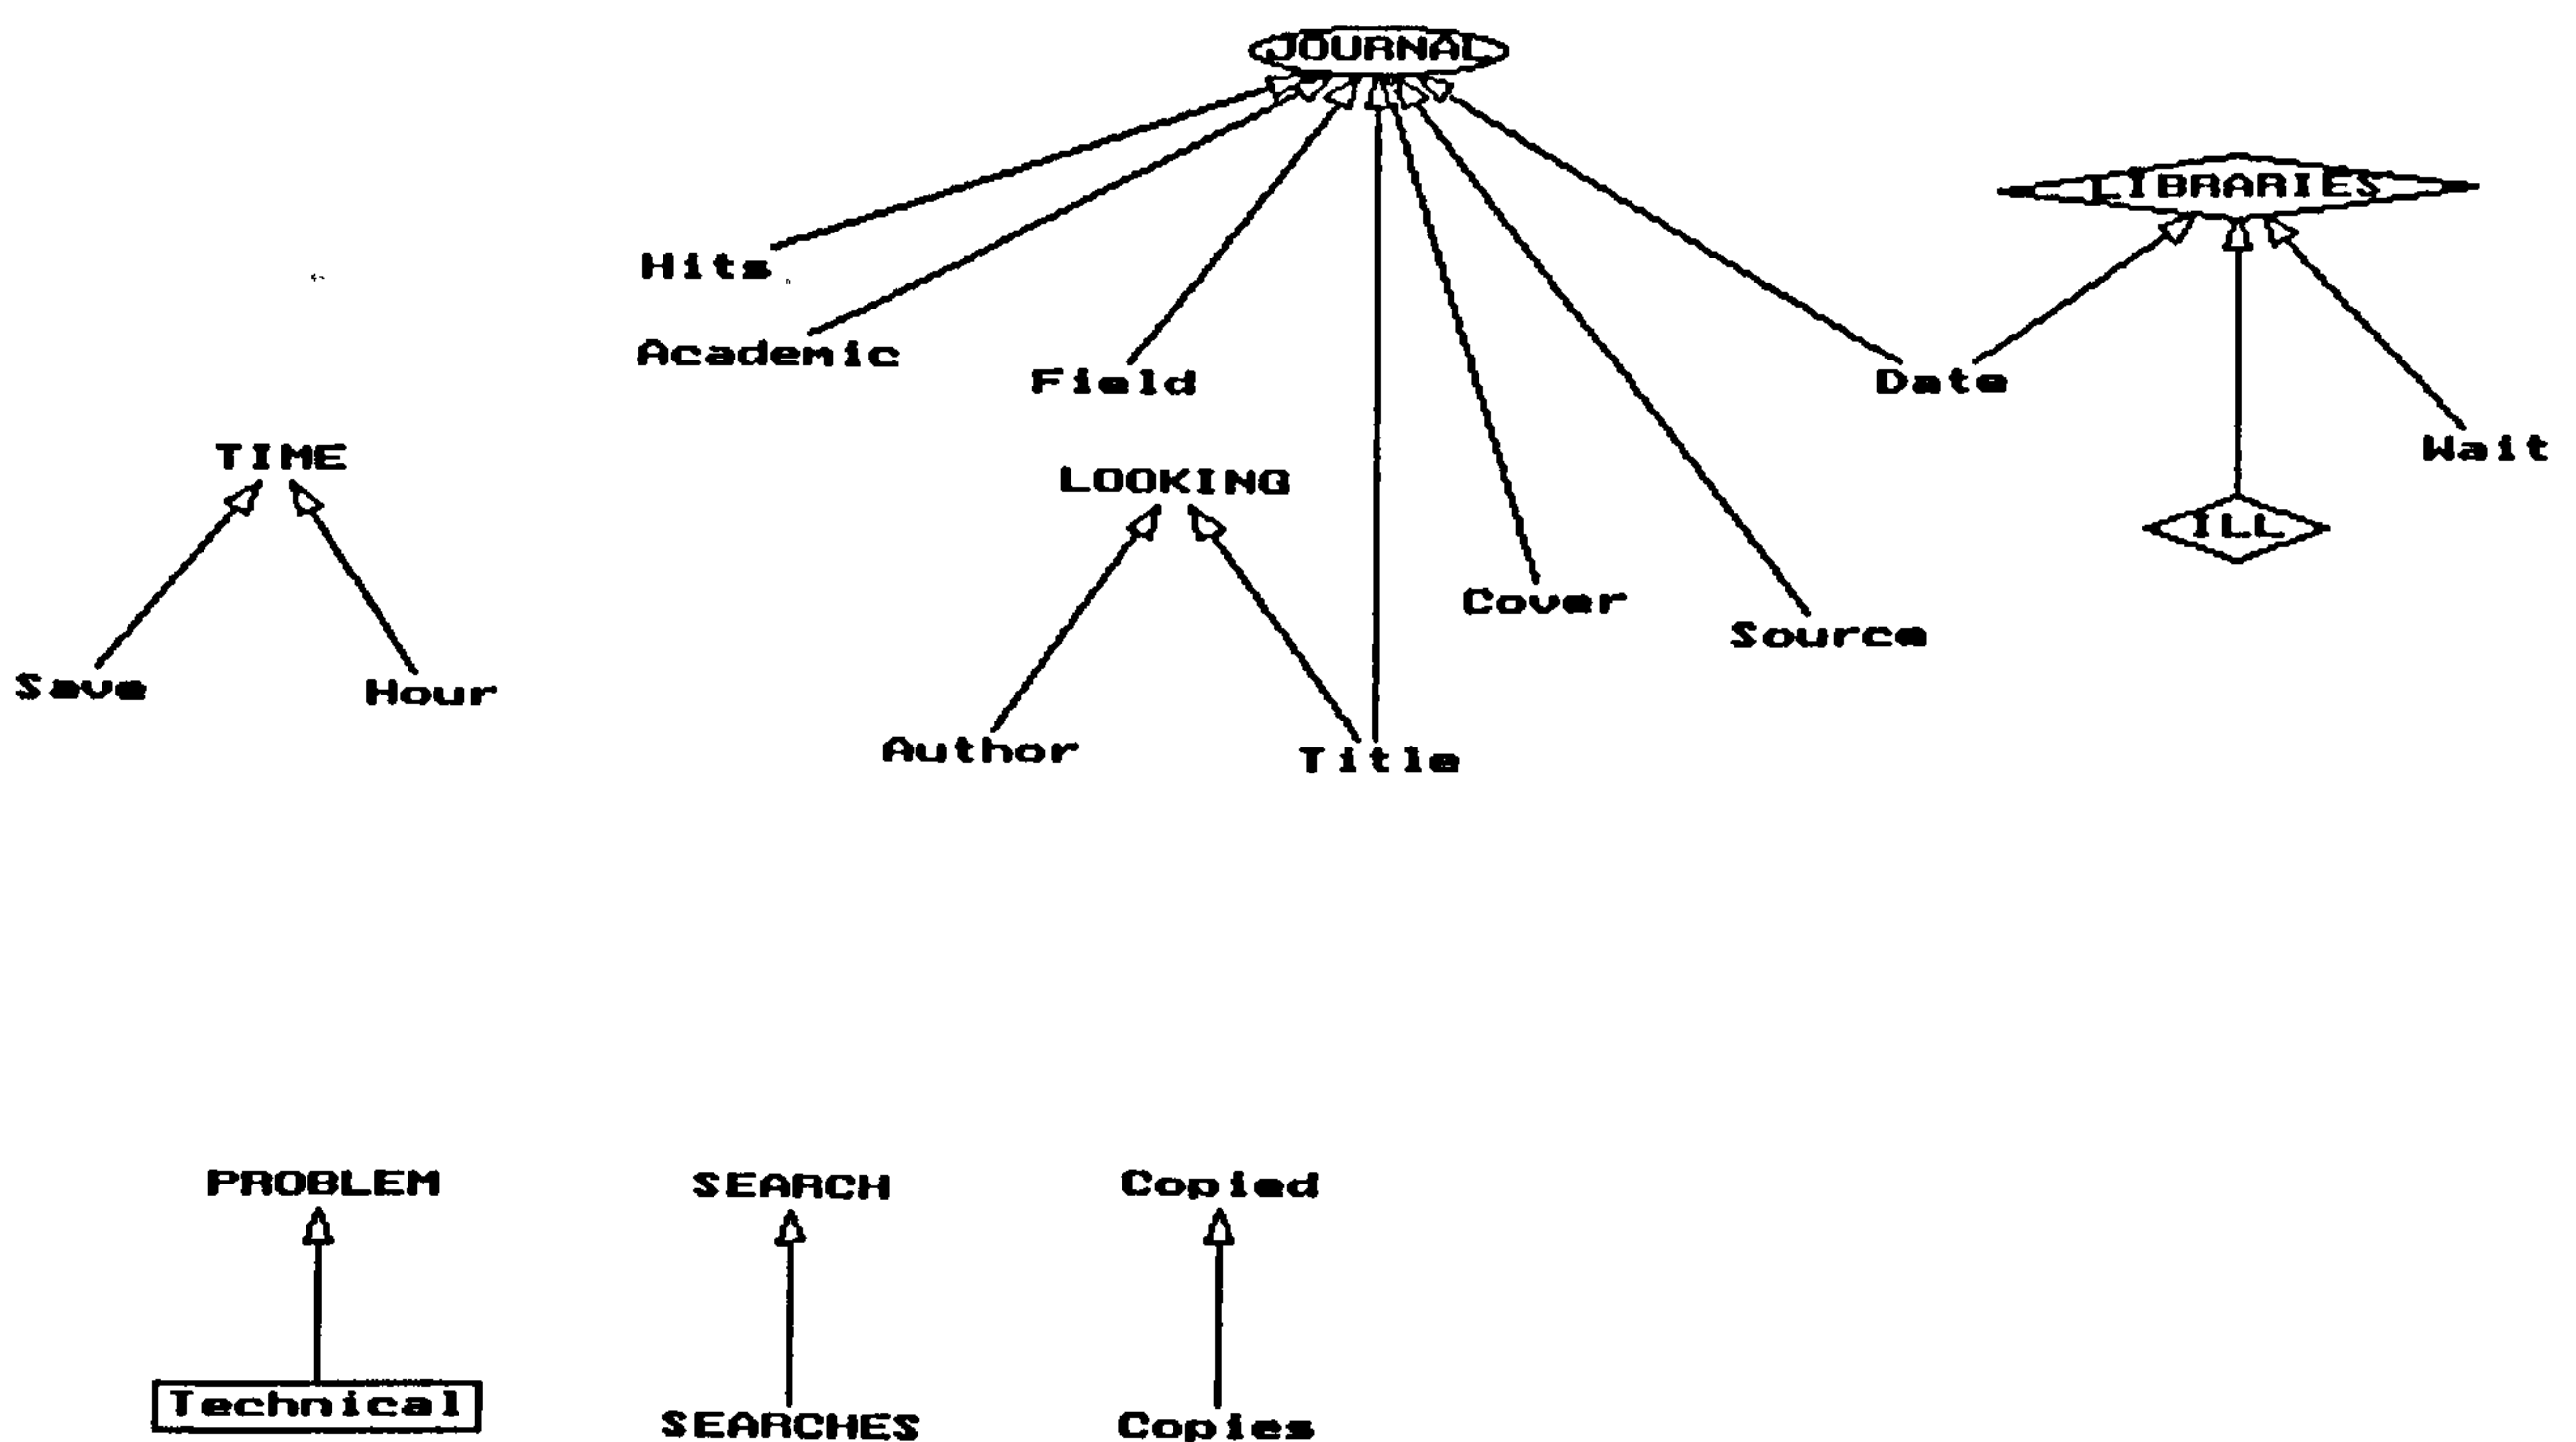 JOURNAL
LIBRARIES
Hits
Academic
Field
Date
Wait
TIME
LOOKING
ILL
Cover
Source
Save
Hour
Author
Title
PROBLEM
SEARCH
Copied
Technical
SEARCHES
Copies